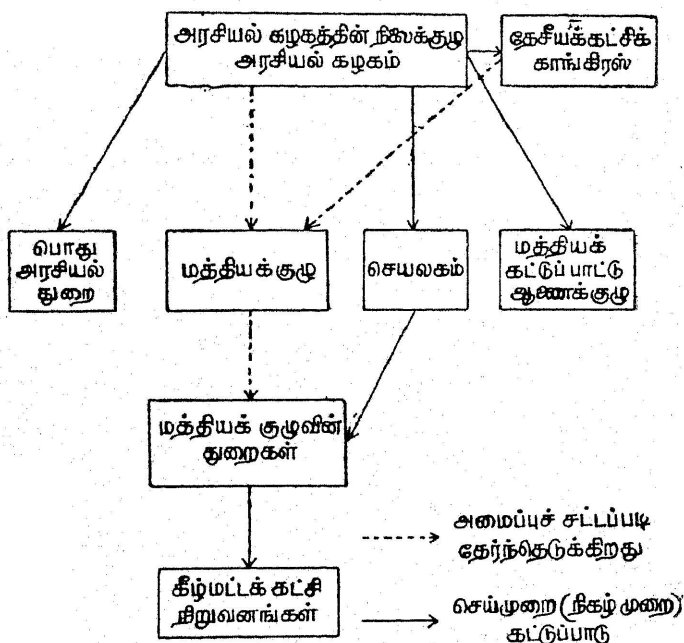 அரசியல் கழகத்தின் நிலைக்குழு
அரசியல் கழகம்
தேசீயக்கட்சிக்
காங்கிரஸ்
பொது
அரசியல்
துறை
மத்தியக்குழு
செயலகம்
மத்தியக்
கட்டுப்பாட்டு
ஆணைக்குழு
மத்தியக் குழுவின்
துறைகள்
கீழ்மட்டக் கட்சி
நிறுவனங்கள்
அமைப்புச் சட்டப்படி
தேர்ந்தெடுக்கிறது
செய்முறை (நிகழ் முறை)
கட்டுப்பாடு